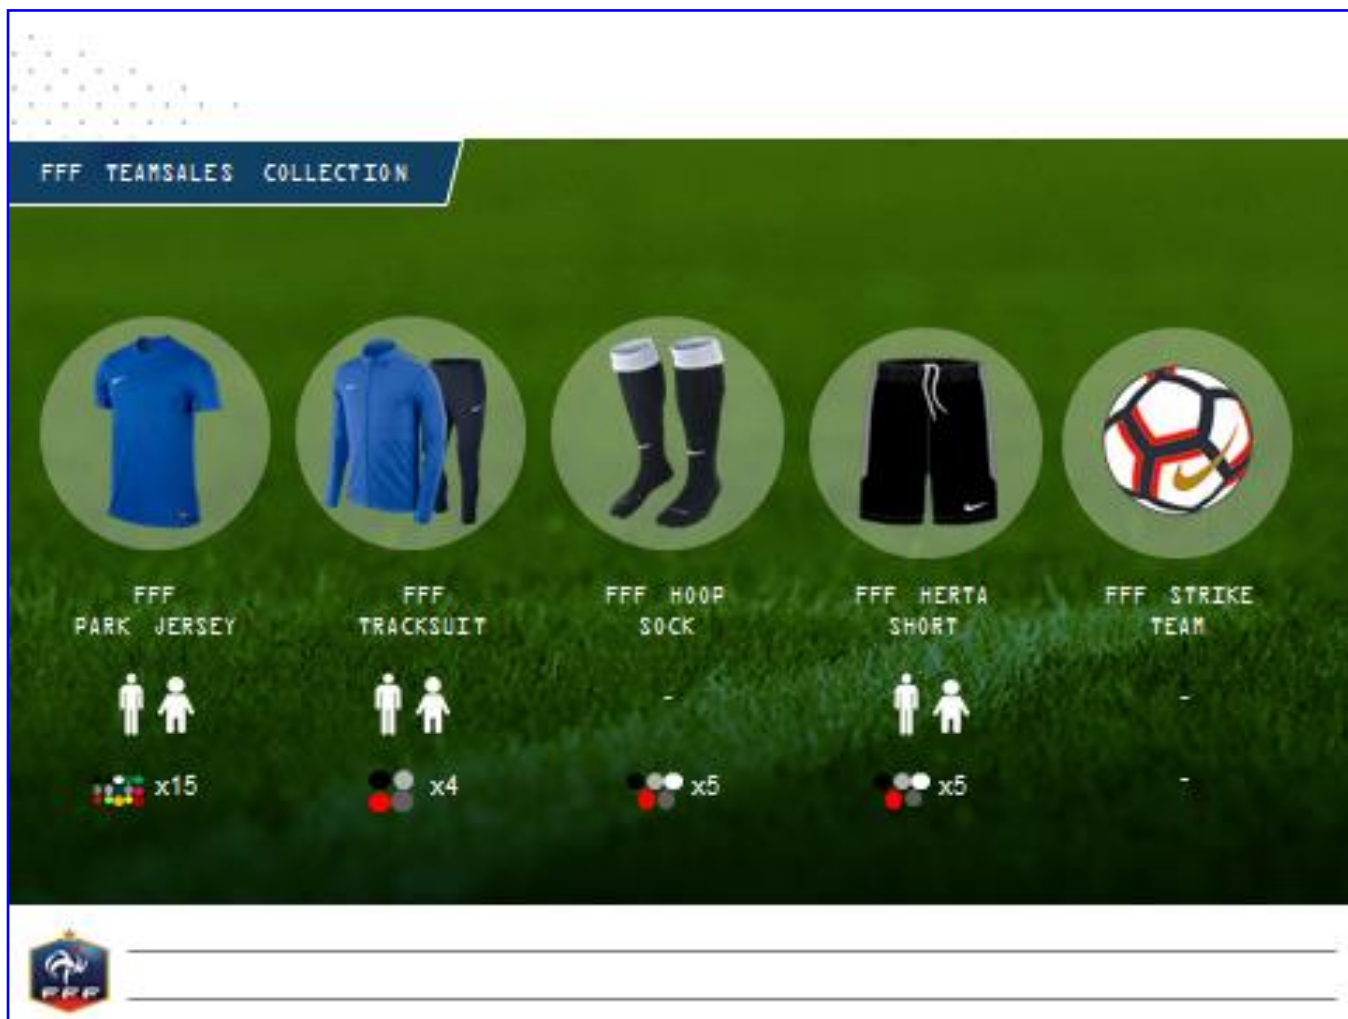 FFF TEAMSALES COLLECTION
FFF
PARK JERSEY
FFF
TRACKSUIT
FFF HOOP
SOCK
FFF HERTA
SHORT
FFF STRIKE
TEAM
-
-
x15
x4
x5
x5
-
FFF